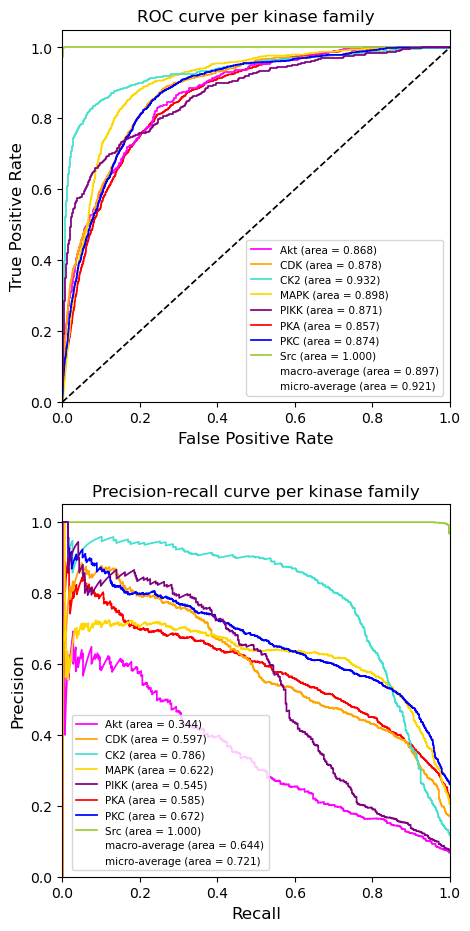 ROC curve per kinase family
1.0
0.8
0.6
0.4
0.2
0.0
True Positive Rate
Akt (area = 0.868)
CDK (area = 0.878)
CK2 (area = 0.932)
MAPK (area = 0.898)
PIKK (area = 0.871)
PKA (area = 0.857)
PKC (area = 0.874)
Src (area = 1.000)
macro-average (area = 0.897)
micro-average (area = 0.921)
0.0 0.2 0.4 0.6 0.8 1.0
False Positive Rate
Precision-recall curve per kinase family
1.0
0.8
0.6
0.4
0.2
0.0
Precision
Akt (area = 0.344)
CDK (area = 0.597)
CK2 (area = 0.786)
MAPK (area = 0.622)
PIKK (area = 0.545)
PKA (area = 0.585)
PKC (area = 0.672)
Src (area = 1.000)
macro-average (area = 0.644)
micro-average (area = 0.721)
0.0 0.2 0.4 0.6 0.8 1.0
Recall